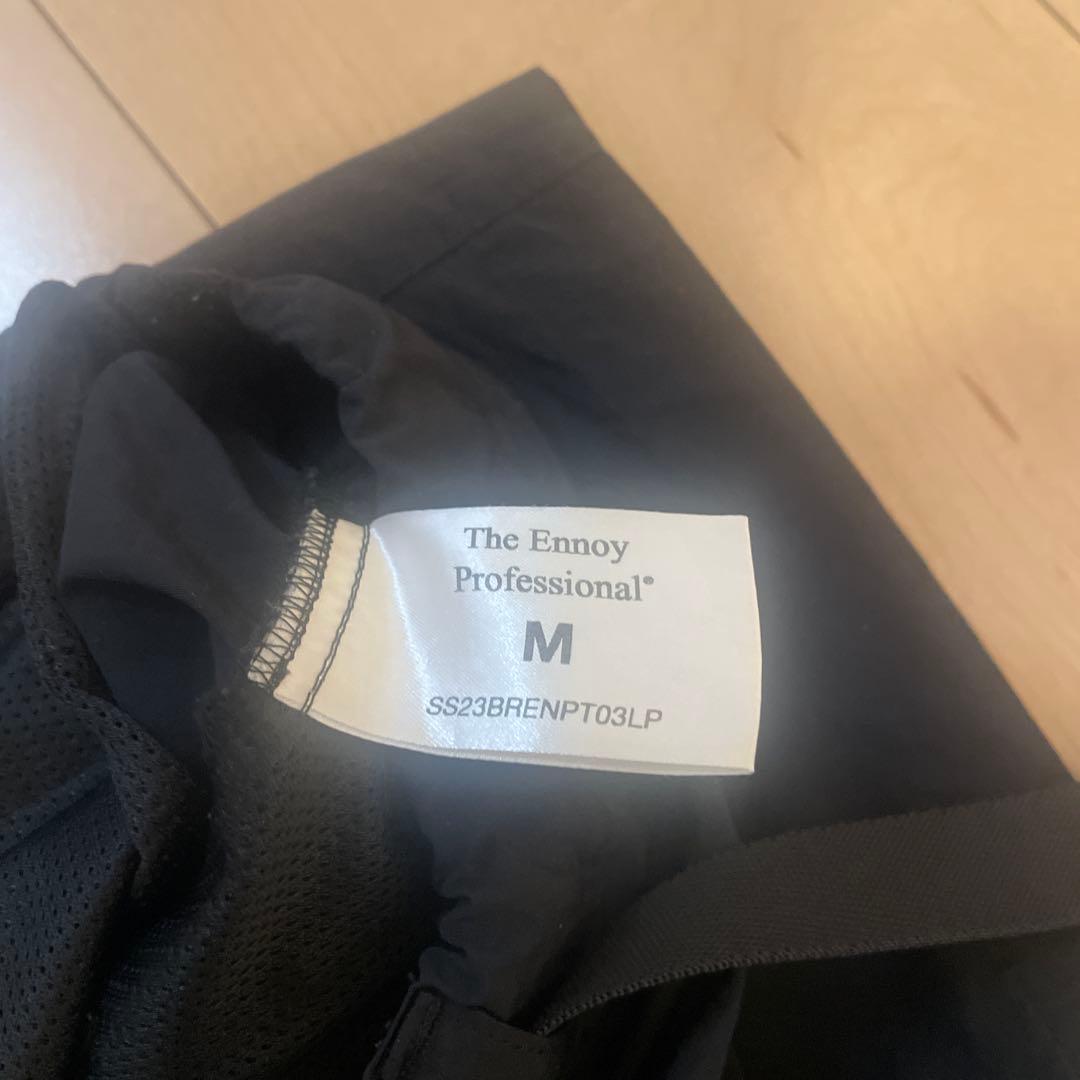 The Ennoy
Professional®
M
SS23BRENPT03LP